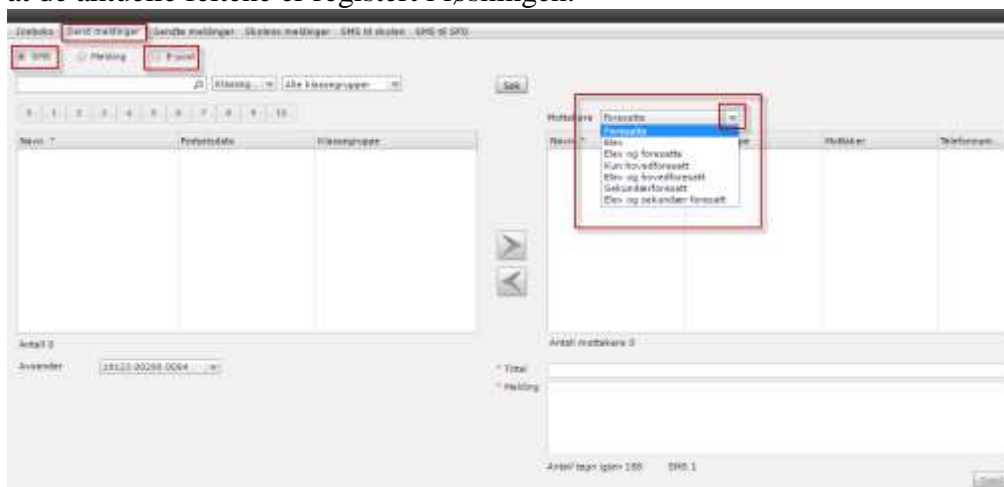 at de aktuelle feltene er registert i løsningen.
Innboks Send meldinger Sendte meldinger Skolens meldinger SMS til skolen SMS til SFO
SMS Melding E-post
Klasse Alle klassegrupper Søk
1 2 3 4 5 6 7 8 9 10
Mottakere Foresatte
Foresatte
Elev
Elev og foresatte
Kun hovedforesatt
Elev og hovedforesatt
Sekundærforesatt
Elev og sekundær foresatt
Navn Fødselsdato Klassegruppe Navn Mottaker Telefonnum...
Antall 0 Antall mottakere 0
Avsender
* Tittel
* Melding
Antall tegn igjen 160 SMS 1